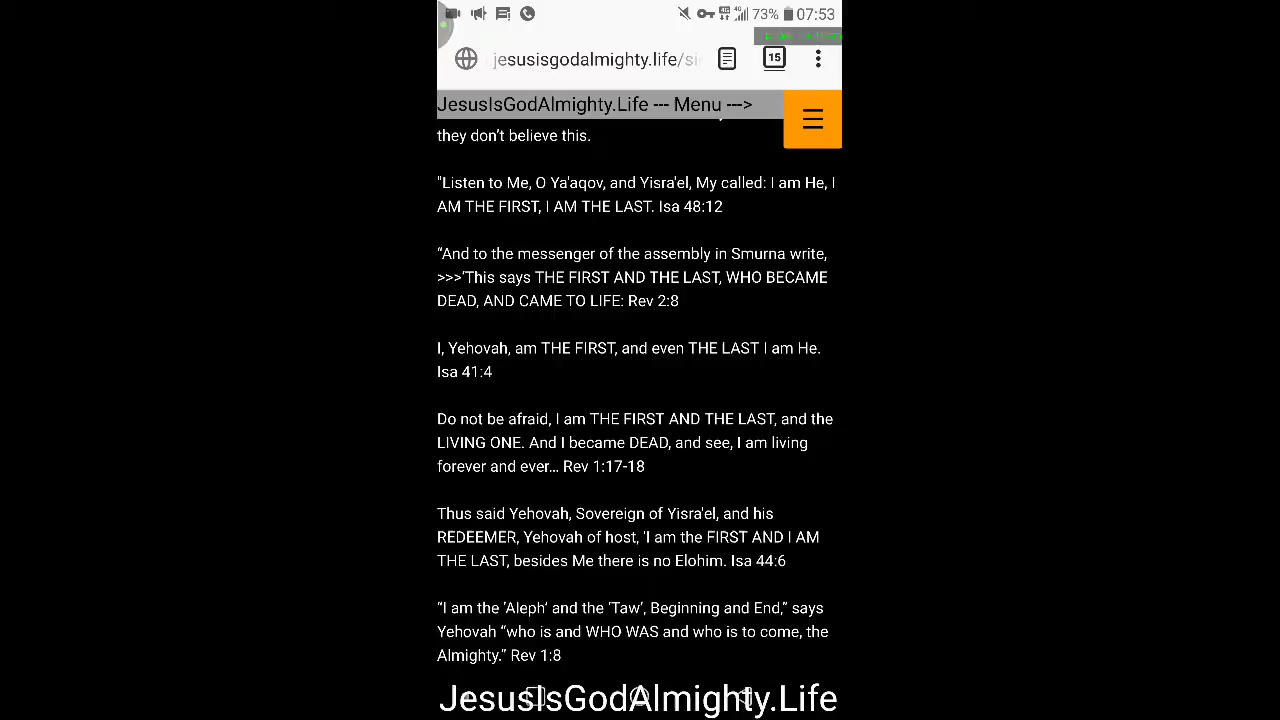 73% 07:53
jesusisgodalmighty.life/si
15
JesusIsGodAlmighty.Life --- Menu --->
they don’t believe this.
"Listen to Me, O Ya'aqov, and Yisra'el, My called: I am He, I
AM THE FIRST, I AM THE LAST. Isa 48:12
“And to the messenger of the assembly in Smurna write,
>>>’This says THE FIRST AND THE LAST, WHO BECAME
DEAD, AND CAME TO LIFE: Rev 2:8
I, Yehovah, am THE FIRST, and even THE LAST I am He.
Isa 41:4
Do not be afraid, I am THE FIRST AND THE LAST, and the
LIVING ONE. And I became DEAD, and see, I am living
forever and ever… Rev 1:17-18
Thus said Yehovah, Sovereign of Yisra'el, and his
REDEEMER, Yehovah of host, 'I am the FIRST AND I AM
THE LAST, besides Me there is no Elohim. Isa 44:6
“I am the ‘Aleph’ and the ‘Taw’, Beginning and End,” says
Yehovah “who is and WHO WAS and who is to come, the
Almighty.” Rev 1:8
JesusIsGodAlmighty.Life